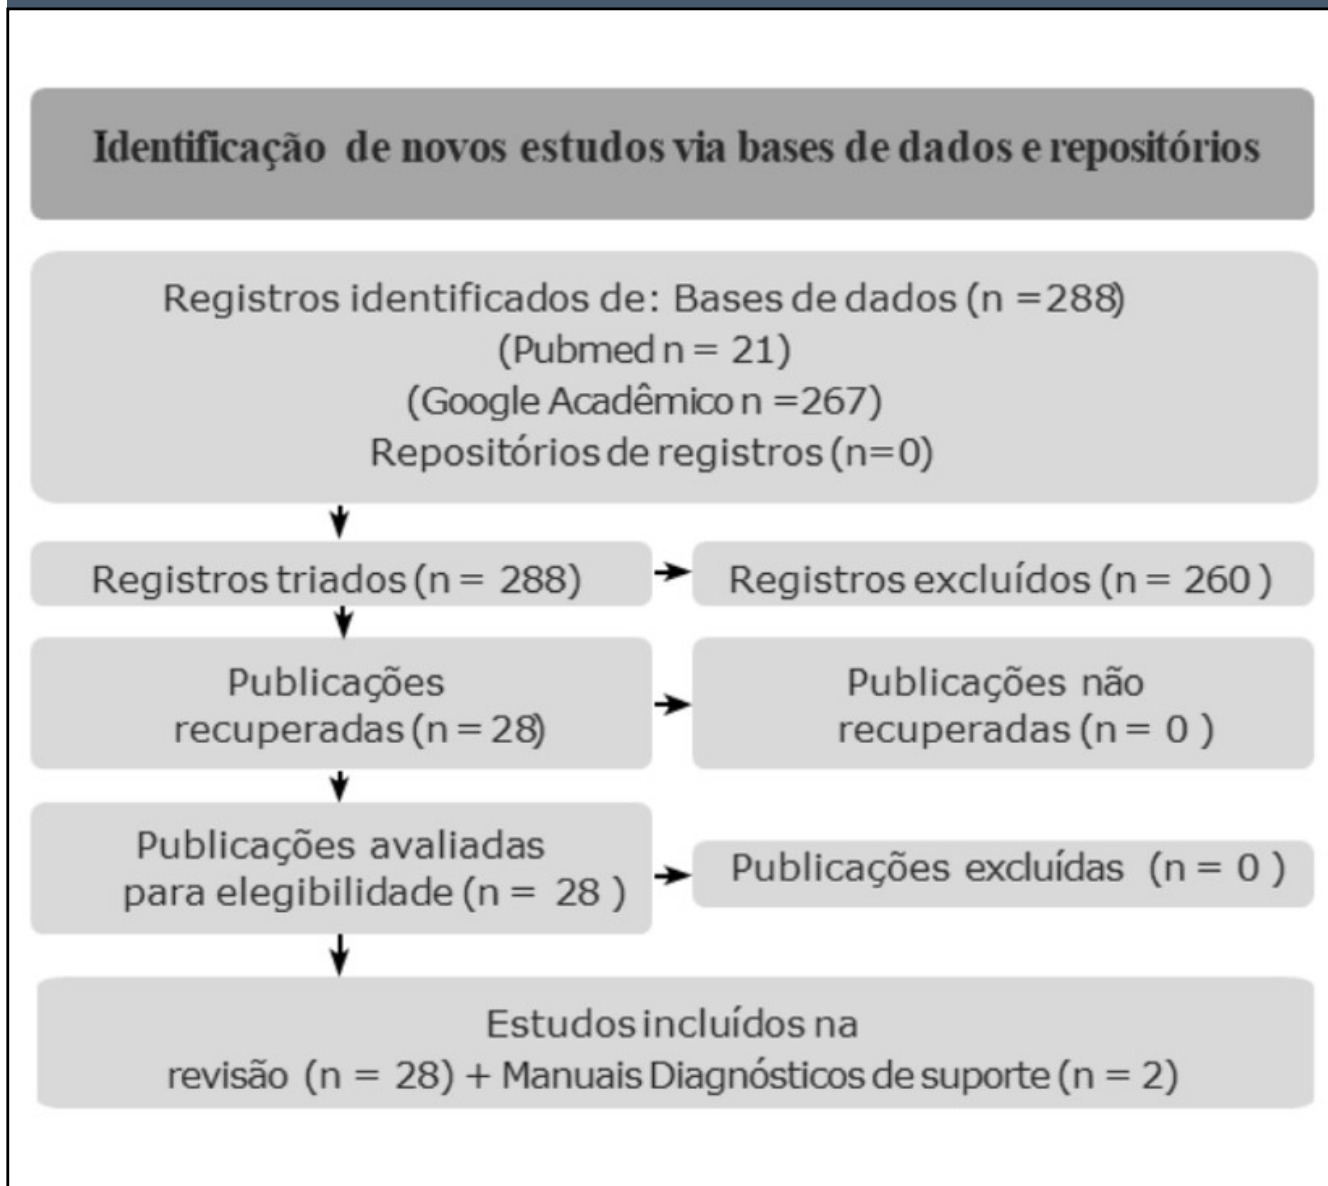 Identificação de novos estudos via bases de dados e repositórios
Registros identificados de: Bases de dados (n =288)
(Pubmed n = 21)
(Google Acadêmico n =267)
Repositórios de registros (n=0)
Registros triados (n = 288)
Registros excluídos (n = 260 )
Publicações
recuperadas (n = 28)
Publicações não
recuperadas (n = 0 )
Publicações avaliadas
para elegibilidade (n = 28 )
Publicações excluídas (n = 0 )
Estudos incluídos na
revisão (n = 28) + Manuais Diagnósticos de suporte (n = 2)